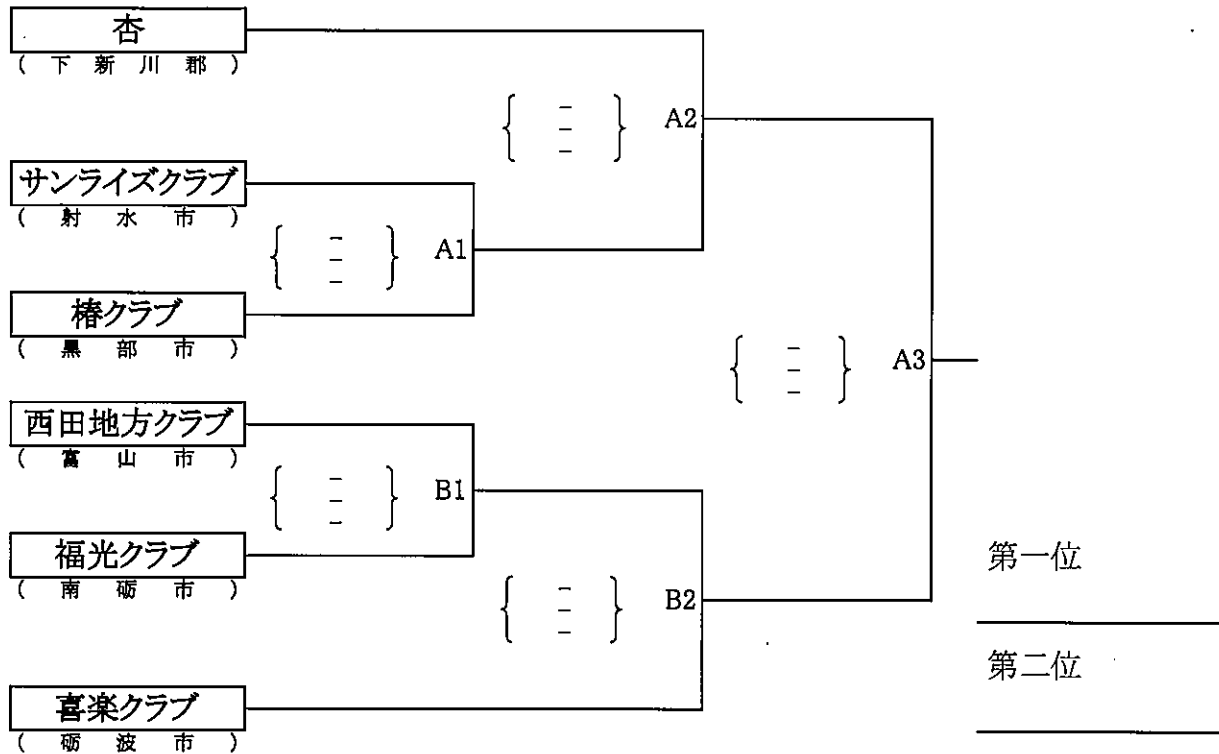 杏
( 下 新 川 郡 )
{ - - - } A2
サンライズクラブ
( 射 水 市 )
{ - - - } A1
椿クラブ
( 黒 部 市 )
{ - - - } A3
西田地方クラブ
( 富 山 市 )
{ - - - } B1
福光クラブ
( 南 砺 市 )
第一位
{ - - - } B2
第二位
喜楽クラブ
( 砺 波 市 )